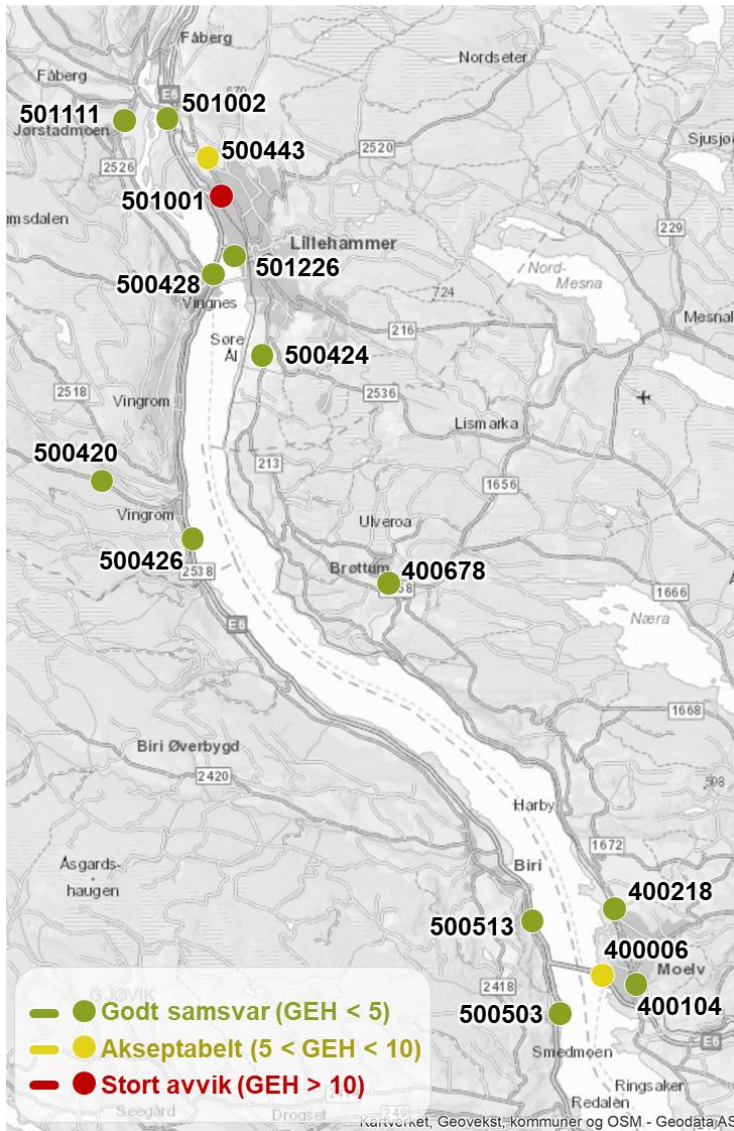 Fåberg
Nordseter
Fåberg
E6
501002
501111
Jørstadmoen
500443
2520
Sjusjø
2526
501001
229
Lillehammer
501226
Nord-
Mesna
500428
Vingnes
724
216
Mesnal
Søre
Ål
500424
2518
Vingrom
2536
Lismarka
500420
213
1656
Vingrom
Ulveroa
500426
2538
Brøttum
400678
1666
Næra
E6
1668
Biri Øverbygd
2420
508
Harby
1672
Åsgards-
haugen
Biri
400218
500513
400006
Moelv
2418
400104
500503
GJØVIK
Godt samsvar (GEH < 5)
Akseptabelt (5 < GEH < 10)
Stort avvik (GEH > 10)
Smedmoen
E6
Ringsaker
Redalen
Seegård
Drogset
Kartverket, Geovekst, kommuner og OSM - Geodata AS